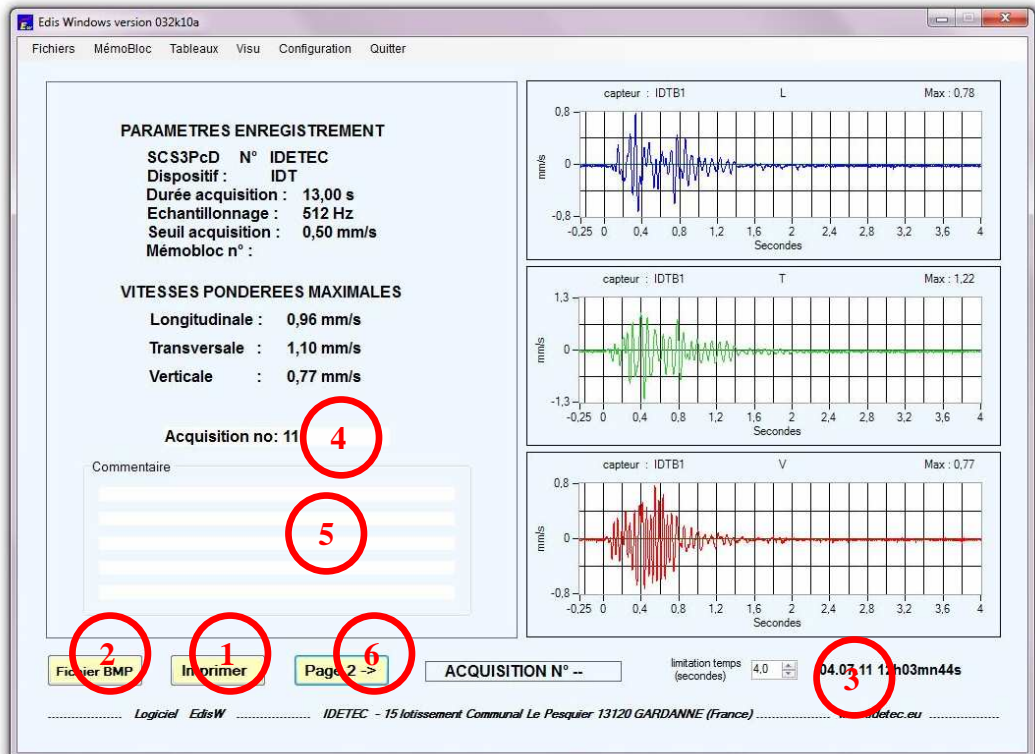 Edis Windows version 032k10a
Fichiers MémoBloc Tableaux Visu Configuration Quitter
PARAMETRES ENREGISTREMENT
SCS3PcD N° IDETEC
Dispositif : IDT
Durée acquisition : 13,00 s
Echantillonnage : 512 Hz
Seuil acquisition : 0,50 mm/s
Mémobloc n° :
VITESSES PONDEREES MAXIMALES
Longitudinale : 0,96 mm/s
Transversale : 1,10 mm/s
Verticale : 0,77 mm/s
Acquisition no: 11
4
Commentaire
5
capteur : IDTB1 L Max : 0,78
0,8
0
-0,8
mm/s
-0,25 0 0,4 0,8 1,2 1,6 2 2,4 2,8 3,2 3,6 4
Secondes
capteur : IDTB1 T Max : 1,22
1,3
0
-1,3
mm/s
-0,25 0 0,4 0,8 1,2 1,6 2 2,4 2,8 3,2 3,6 4
Secondes
capteur : IDTB1 V Max : 0,77
0,8
0
-0,8
mm/s
-0,25 0 0,4 0,8 1,2 1,6 2 2,4 2,8 3,2 3,6 4
Secondes
2 1 6
Fichier BMP Imprimer Page 2 -> ACQUISITION N° -- limitation temps (secondes) 4,0 04.07.11 12h03mn44s
3
Logiciel EdisW IDETEC - 15 lotissement Communal Le Pesquier 13120 GARDANNE (France)